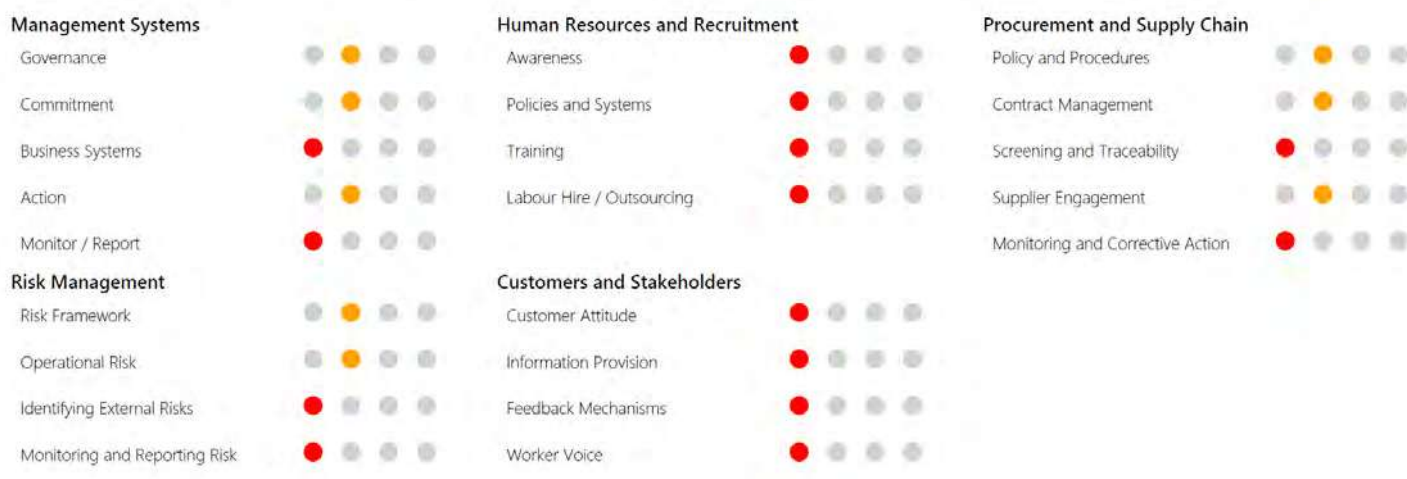 Management Systems
Governance
Commitment
Business Systems
Action
Monitor / Report
Risk Management
Risk Framework
Operational Risk
Identifying External Risks
Monitoring and Reporting Risk
Human Resources and Recruitment
Awareness
Policies and Systems
Training
Labour Hire / Outsourcing
Customers and Stakeholders
Customer Attitude
Information Provision
Feedback Mechanisms
Worker Voice
Procurement and Supply Chain
Policy and Procedures
Contract Management
Screening and Traceability
Supplier Engagement
Monitoring and Corrective Action